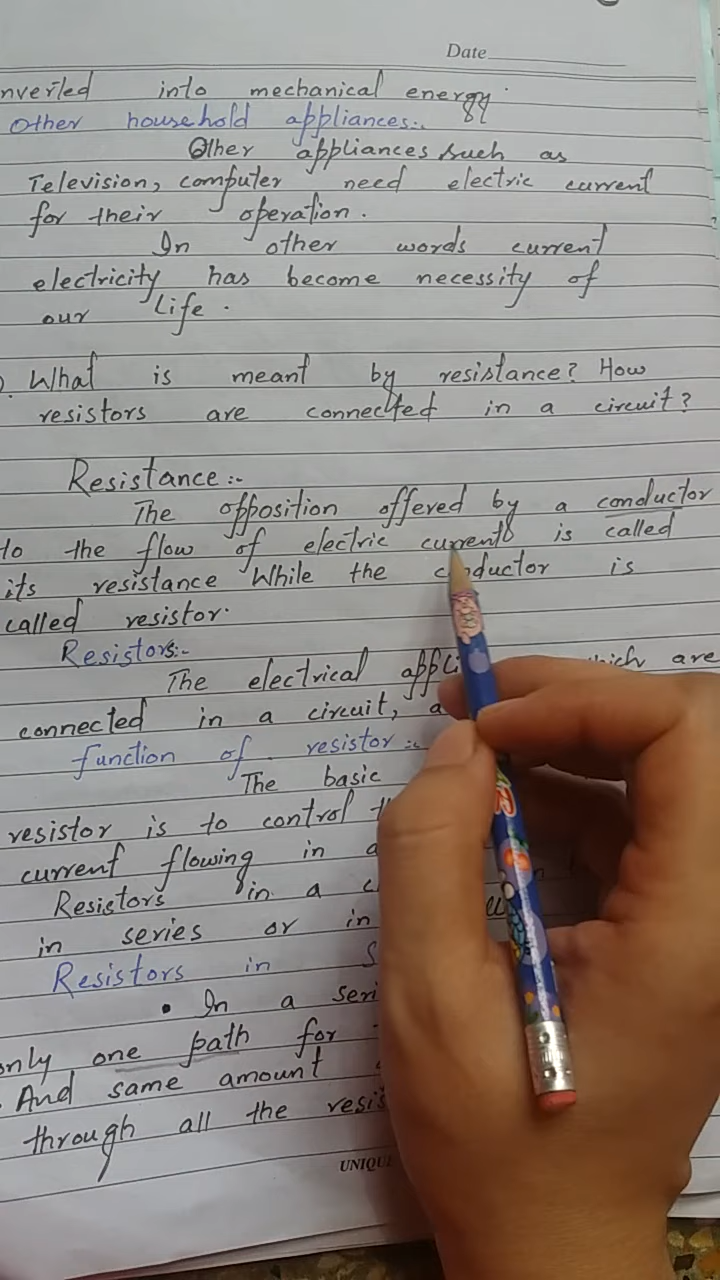 Date
nverted into mechanical energy.
Other household appliances:-
Other appliances such as
Television, computer need electric current
for their operation.
In other words current
electricity has become necessity of
our life.
What is meant by resistance? How
resistors are connected in a circuit?
Resistance:-
The opposition offered by a conductor
to the flow of electric current is called
its resistance While the conductor is
called resistor.
Resistors:-
The electrical appli which are
connected in a circuit, a
function of resistor:-
The basic
resistor is to control
current flowing in a
Resistors in a
in series or in
Resistors in S
• In a seri
only one path for
And same amount
through all the resis
UNIQU